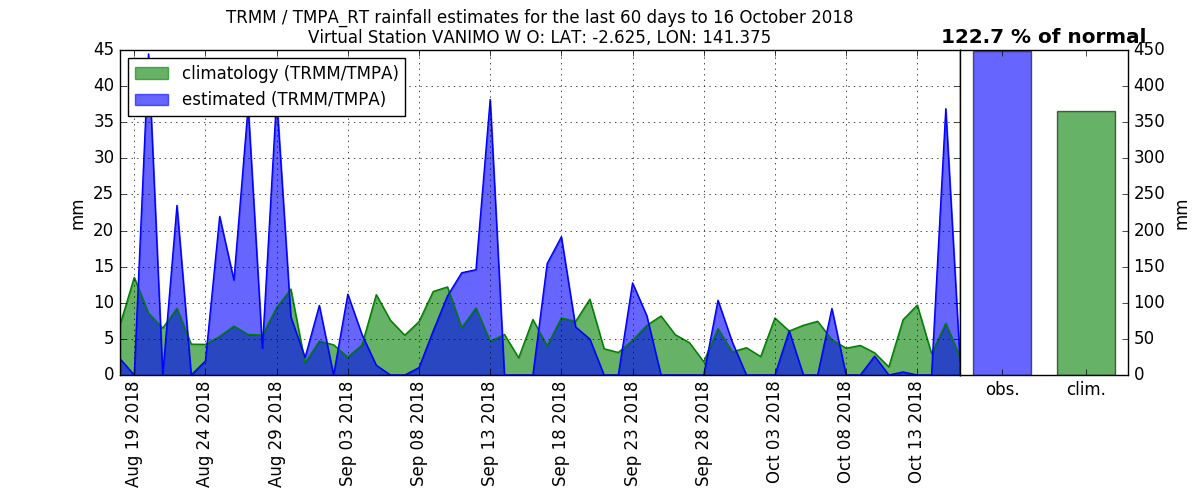 TRMM / TMPA_RT rainfall estimates for the last 60 days to 16 October 2018
Virtual Station VANIMO W O: LAT: -2.625, LON: 141.375
122.7 % of normal
climatology (TRMM/TMPA)
estimated (TRMM/TMPA)
45
40
35
30
25
20
15
10
5
0
mm
450
400
350
300
250
200
150
100
50
0
mm
Aug 19 2018
Aug 24 2018
Aug 29 2018
Sep 03 2018
Sep 08 2018
Sep 13 2018
Sep 18 2018
Sep 23 2018
Sep 28 2018
Oct 03 2018
Oct 08 2018
Oct 13 2018
obs.
clim.